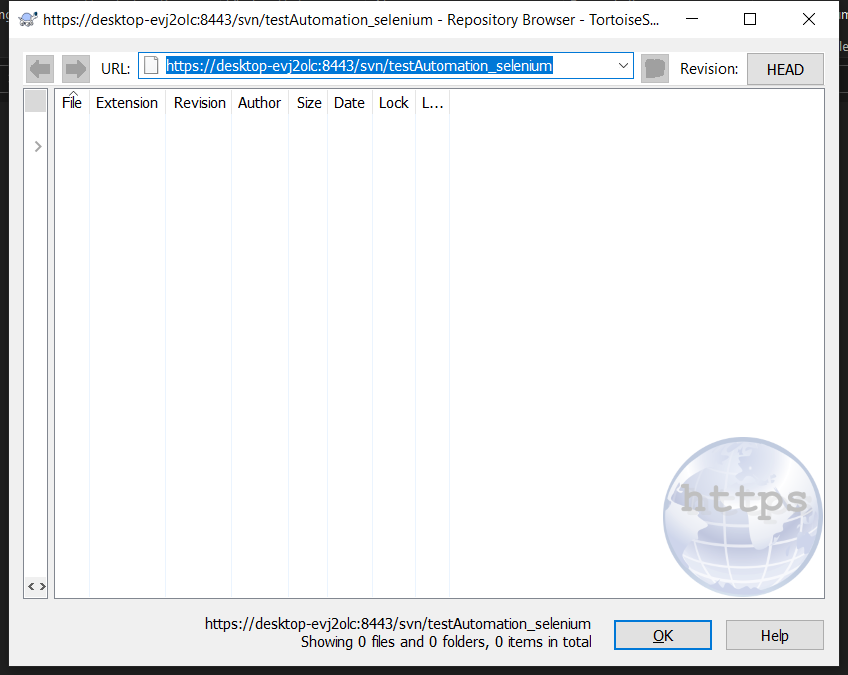 https://desktop-evj2olc:8443/svn/testAutomation_selenium - Repository Browser - TortoiseS...
URL: https://desktop-evj2olc:8443/svn/testAutomation_selenium Revision: HEAD
File Extension Revision Author Size Date Lock L...
https
https://desktop-evj2olc:8443/svn/testAutomation_selenium
Showing 0 files and 0 folders, 0 items in total
OK Help